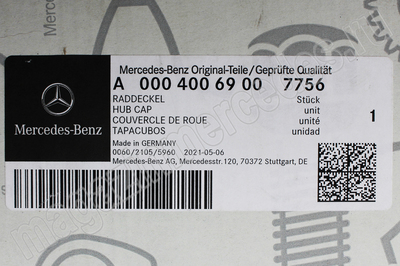 Mercedes-Benz Original-Teile/Geprüfte Qualität
A 000 400 69 00 7756
RADDECKEL Stück
HUB CAP unit
COUVERCLE DE ROUE unité
TAPACUBOS unidad
1
Mercedes-Benz
Made in GERMANY
0060/2105/5960 2021-05-06
Mercedes-Benz AG, Mercedesstr.120, 70372 Stuttgart, DE